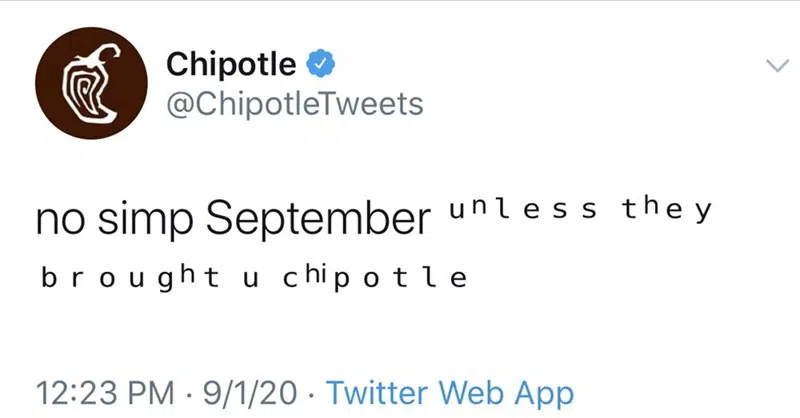 Chipotle
@ChipotleTweets
no simp September unless they
brought u chipotle
12:23 PM · 9/1/20 · Twitter Web App